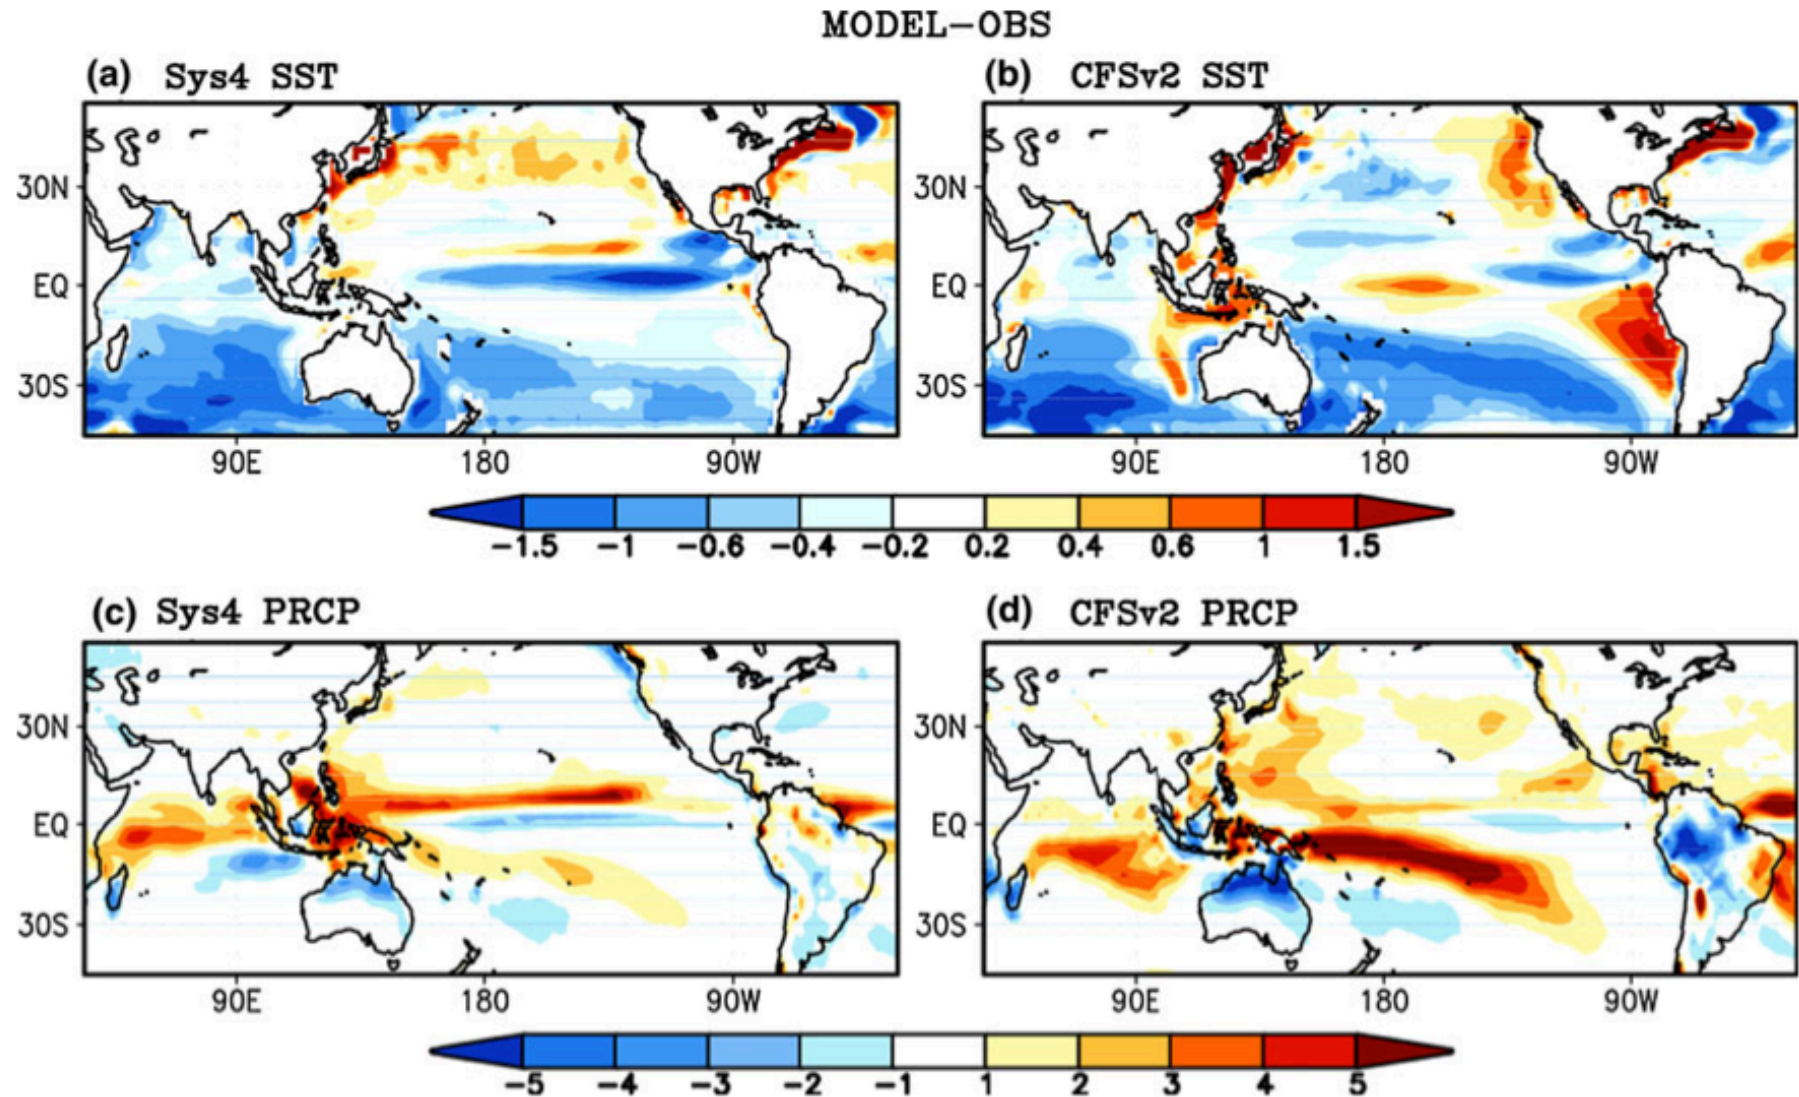 MODEL-OBS
(a) Sys4 SST
(b) CFSv2 SST
30N
EQ
30S
90E 180 90W
30N
EQ
30S
90E 180 90W
-1.5 -1 -0.6 -0.4 -0.2 0.2 0.4 0.6 1 1.5
(c) Sys4 PRCP
(d) CFSv2 PRCP
30N
EQ
30S
90E 180 90W
30N
EQ
30S
90E 180 90W
-5 -4 -3 -2 -1 1 2 3 4 5